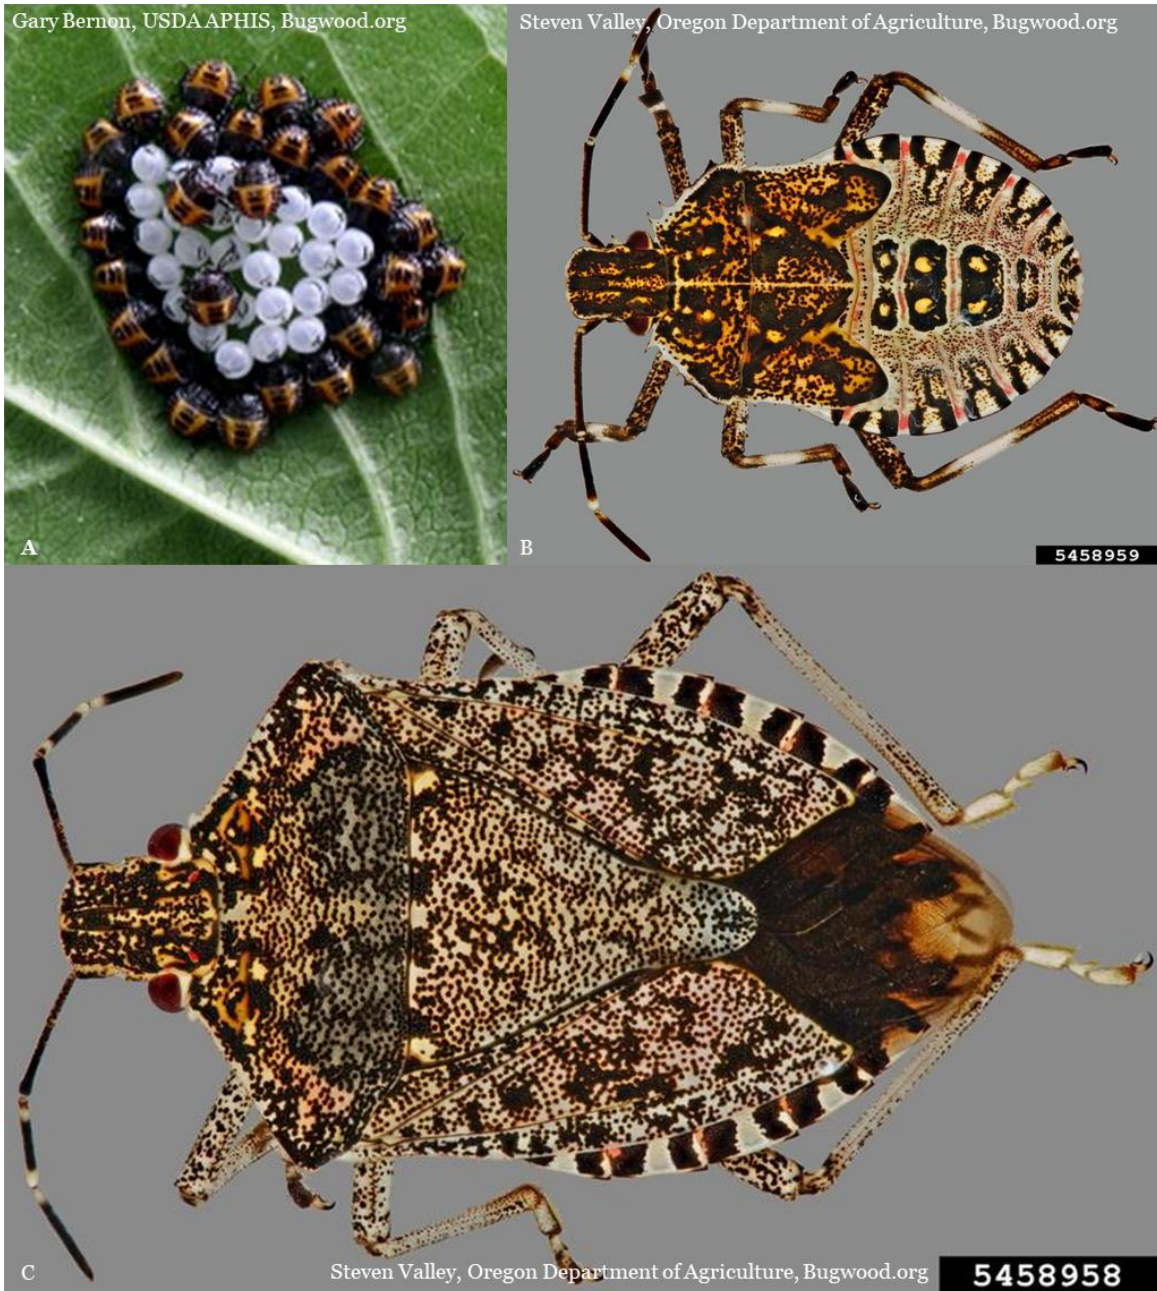 Gary Bernon, USDA APHIS, Bugwood.org
Steven Valley, Oregon Department of Agriculture, Bugwood.org
A
B
5458959
C
Steven Valley, Oregon Department of Agriculture, Bugwood.org
5458958